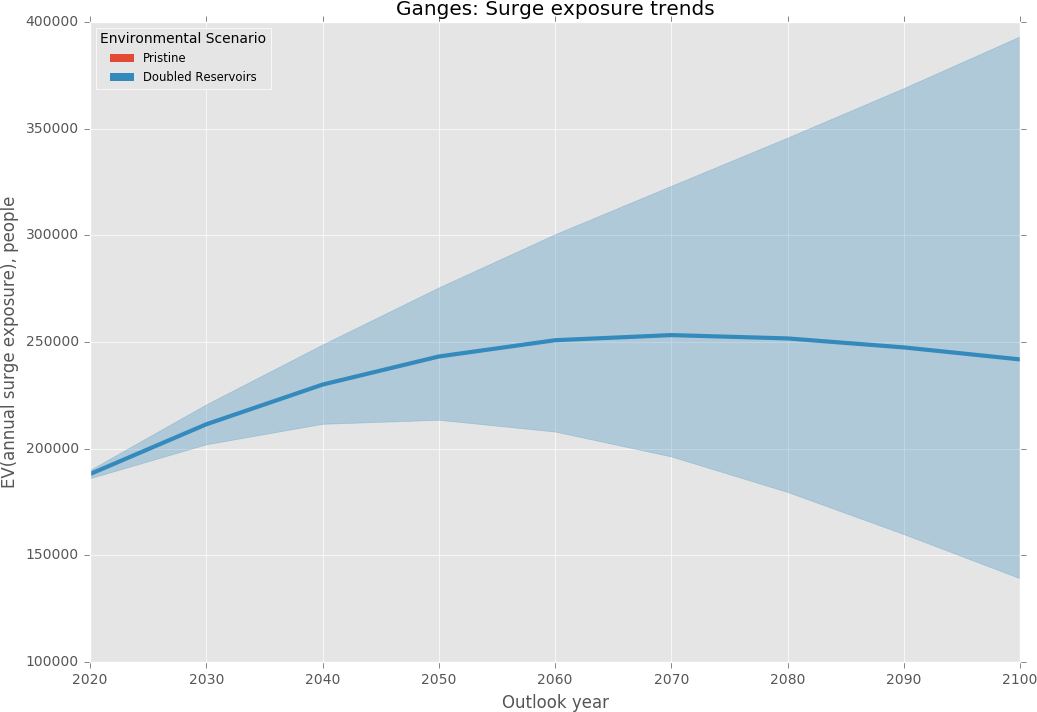 Ganges: Surge exposure trends
400000
350000
300000
250000
200000
150000
100000
EV(annual surge exposure), people
Environmental Scenario
Pristine
Doubled Reservoirs
2020 2030 2040 2050 2060 2070 2080 2090 2100
Outlook year